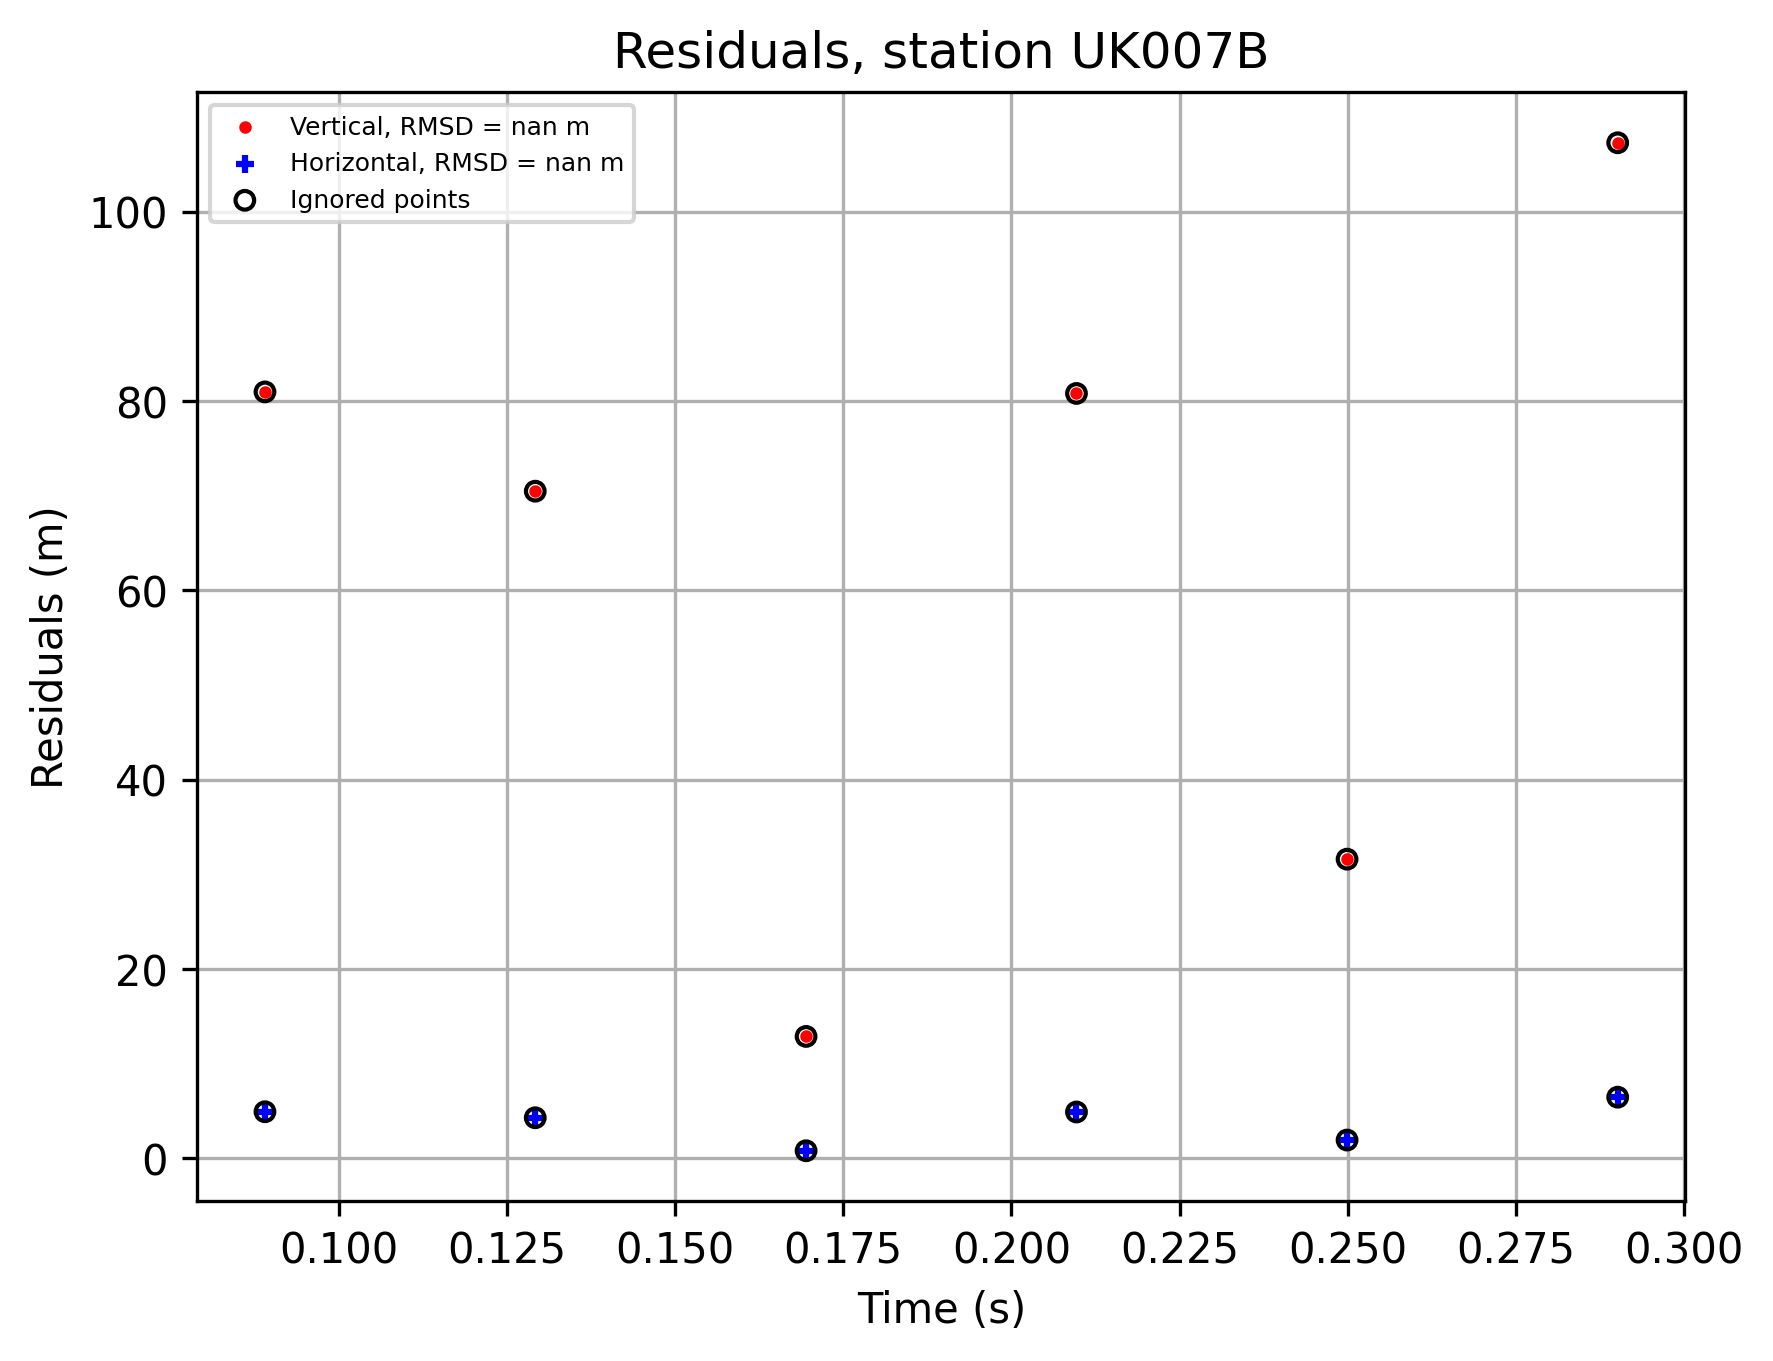 Residuals, station UK007B
Vertical, RMSD = nan m
Horizontal, RMSD = nan m
Ignored points
100
80
60
40
20
0
Residuals (m)
0.100 0.125 0.150 0.175 0.200 0.225 0.250 0.275 0.300
Time (s)